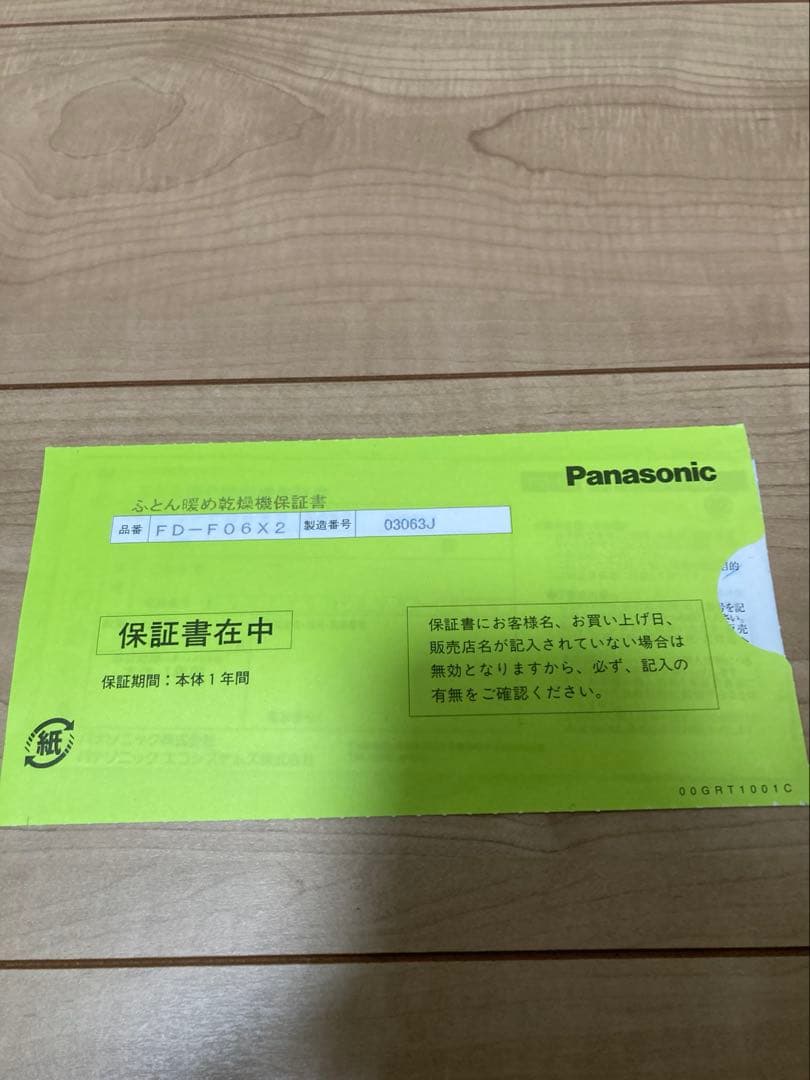 Panasonic
ふとん暖め乾燥機保証書
品番 FD-F06X2 製造番号 03063J
保証書在中
保証期間：本体1年間
保証書にお客様名、お買い上げ日、
販売店名が記入されていない場合は
無効となりますから、必ず、記入の
有無をご確認ください。
紙
00GRT1001C